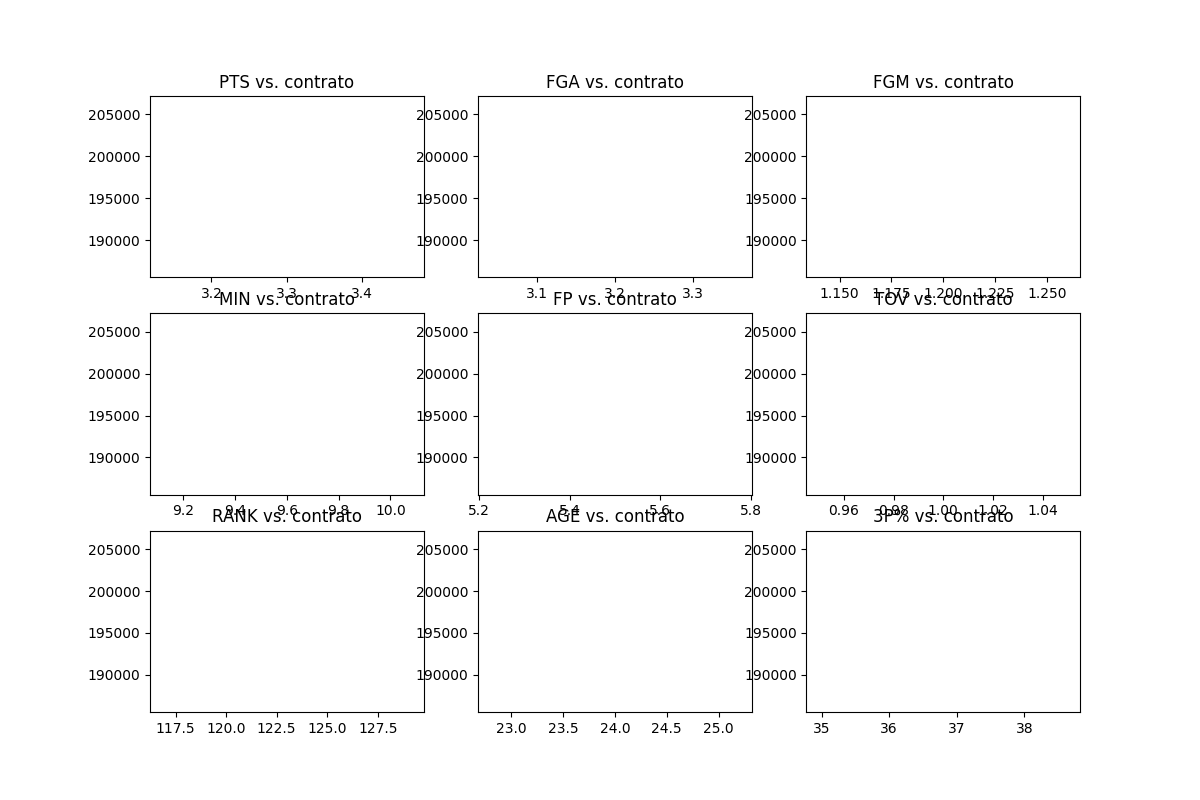 PTS vs. contrato
205000
200000
195000
190000
3.2 3.3 3.4
FGA vs. contrato
205000
200000
195000
190000
3.1 3.2 3.3
FGM vs. contrato
205000
200000
195000
190000
1.150 1.175 1.200 1.225 1.250
MIN vs. contrato
205000
200000
195000
190000
9.2 9.4 9.6 9.8 10.0
FP vs. contrato
205000
200000
195000
190000
5.2 5.4 5.6 5.8
TOV vs. contrato
205000
200000
195000
190000
0.96 0.98 1.00 1.02 1.04
RANK vs. contrato
205000
200000
195000
190000
117.5 120.0 122.5 125.0 127.5
AGE vs. contrato
205000
200000
195000
190000
23.0 23.5 24.0 24.5 25.0
3P% vs. contrato
205000
200000
195000
190000
35 36 37 38